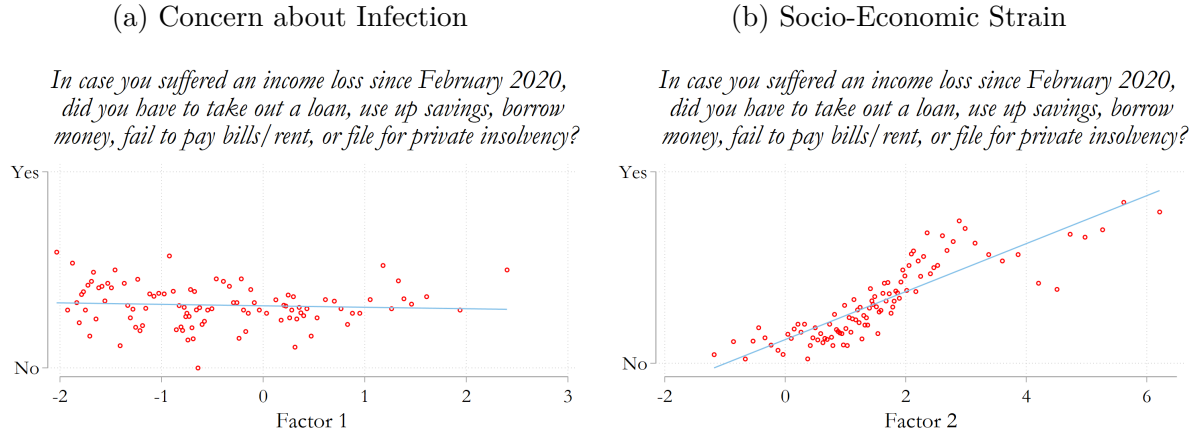 (a) Concern about Infection
In case you suffered an income loss since February 2020,
did you have to take out a loan, use up savings, borrow
money, fail to pay bills/rent, or file for private insolvency?
Yes
No
-2 -1 0 1 2 3
Factor 1
(b) Socio-Economic Strain
In case you suffered an income loss since February 2020,
did you have to take out a loan, use up savings, borrow
money, fail to pay bills/rent, or file for private insolvency?
Yes
No
-2 0 2 4 6
Factor 2